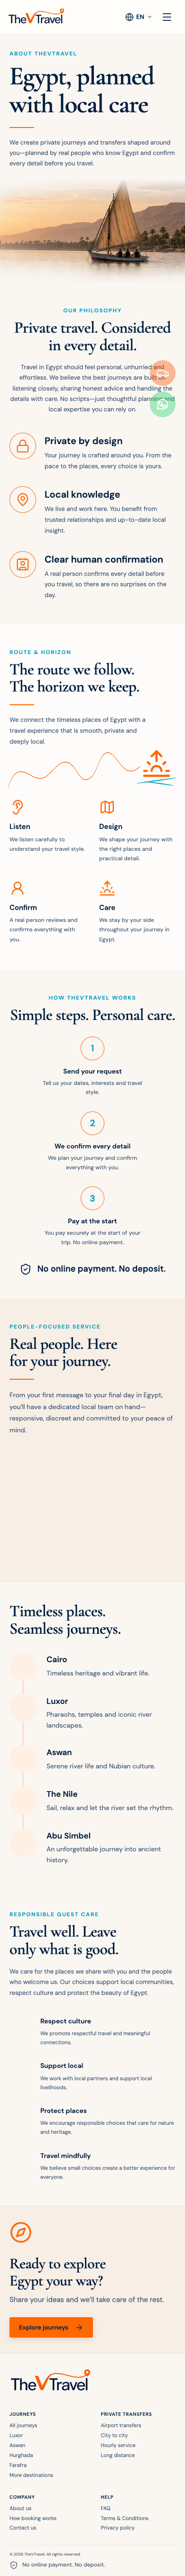 TheVTravel
EN
ABOUT THEVTRAVEL
Egypt, planned
with local care
We create private journeys and transfers shaped around
you—planned by real people who know Egypt and confirm
every detail before you travel.
OUR PHILOSOPHY
Private travel. Considered
in every detail.
Travel in Egypt should feel personal, unhurried and
effortless. We believe the best journeys are built on
listening closely, sharing honest advice and handling the
details with care. No scripts—just thoughtful planning and
local expertise you can rely on.
Private by design
Your journey is crafted around you. From the
pace to the places, every choice is yours.
Local knowledge
We live and work here. You benefit from
trusted relationships and up-to-date local
insight.
Clear human confirmation
A real person confirms every detail before
you travel, so there are no surprises on the
day.
ROUTE & HORIZON
The route we follow.
The horizon we keep.
We connect the timeless places of Egypt with a
travel experience that is smooth, private and
deeply local.
Listen
We listen carefully to
understand your travel style.
Design
We shape your journey with
the right places and
practical detail.
Confirm
A real person reviews and
confirms everything with
you.
Care
We stay by your side
throughout your journey in
Egypt.
HOW THEVTRAVEL WORKS
Simple steps. Personal care.
1
Send your request
Tell us your dates, interests and travel
style.
2
We confirm every detail
We plan your journey and confirm
everything with you.
3
Pay at the start
You pay securely at the start of your
trip. No online payment.
No online payment. No deposit.
PEOPLE-FOCUSED SERVICE
Real people. Here
for your journey.
From your first message to your final day in Egypt,
you'll have a dedicated local team on hand—
responsive, discreet and committed to your peace of
mind.
Timeless places.
Seamless journeys.
Cairo
Timeless heritage and vibrant life.
Luxor
Pharaohs, temples and iconic river
landscapes.
Aswan
Serene river life and Nubian culture.
The Nile
Sail, relax and let the river set the rhythm.
Abu Simbel
An unforgettable journey into ancient
history.
RESPONSIBLE GUEST CARE
Travel well. Leave
only what is good.
We care for the places we share with you and the people
who welcome us. Our choices support local communities,
respect culture and protect the beauty of Egypt.
Respect culture
We promote respectful travel and meaningful
connections.
Support local
We work with local partners and support local
livelihoods.
Protect places
We encourage responsible choices that care for nature
and heritage.
Travel mindfully
We believe small choices create a better experience for
everyone.
Ready to explore
Egypt your way?
Share your ideas and we'll take care of the rest.
Explore journeys
TheVTravel
JOURNEYS
All journeys
Luxor
Aswan
Hurghada
Farafra
More destinations
PRIVATE TRANSFERS
Airport transfers
City to city
Hourly service
Long distance
COMPANY
About us
How booking works
Contact us
HELP
FAQ
Terms & Conditions
Privacy policy
© 2026 TheVTravel. All rights reserved.
No online payment. No deposit.